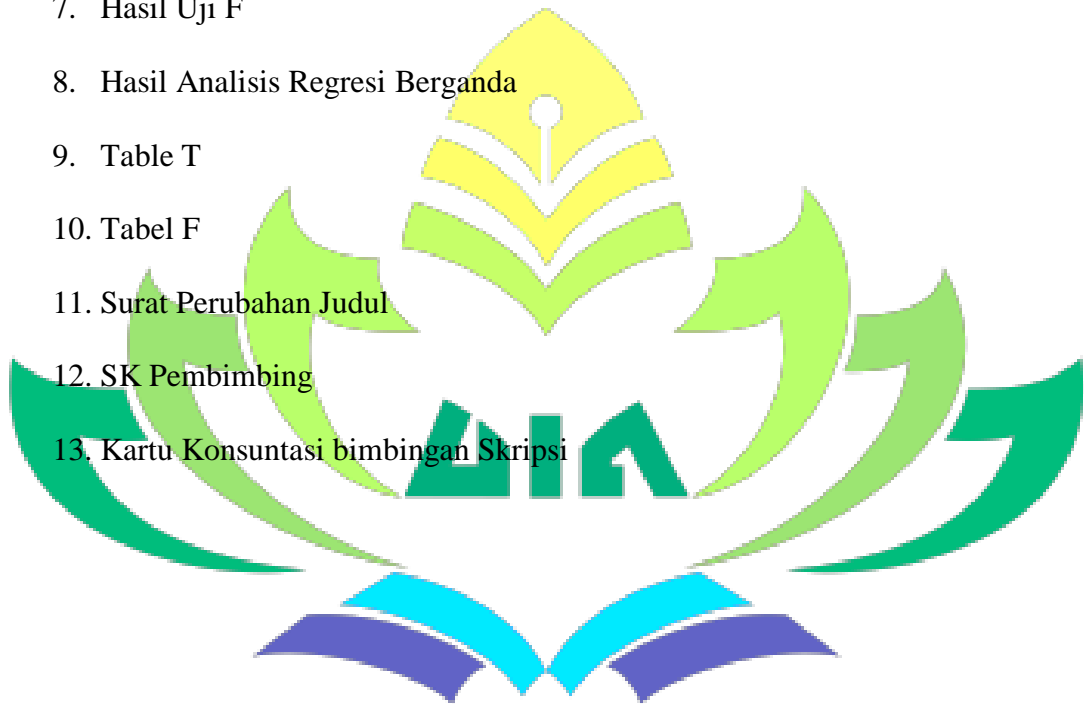 7. Hasil Uji F
8. Hasil Analisis Regresi Berganda
9. Table T
10. Tabel F
11. Surat Perubahan Judul
12. SK Pembimbing
13. Kartu Konsuntasi bimbingan Skripsi